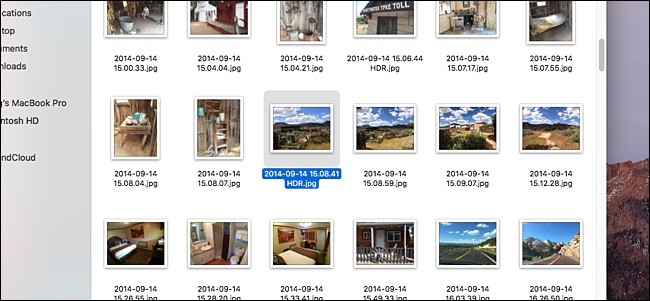 cations
top
uments
nloads
g's MacBook Pro
intosh HD
ndCloud
TPKE TOLL
2014-09-14
15.00.33.jpg
2014-09-14
15.04.04.jpg
2014-09-14
15.04.21.jpg
2014-09-14 15.06.44
HDR.jpg
2014-09-14
15.07.17.jpg
2014-09-14
15.07.55.jpg
2014-09-14
15.08.04.jpg
2014-09-14
15.08.07.jpg
2014-09-14 15.08.41
HDR.jpg
2014-09-14
15.08.59.jpg
2014-09-14
15.09.07.jpg
2014-09-14
15.12.28.jpg
2014-09-14
15.26.55.jpg
2014-09-14
15.28.20.jpg
2014-09-14
15.33.41.jpg
2014-09-14
15.49.33.jpg
2014-09-14
16.03.39.jpg
2014-09-14
16.26.50.jpg